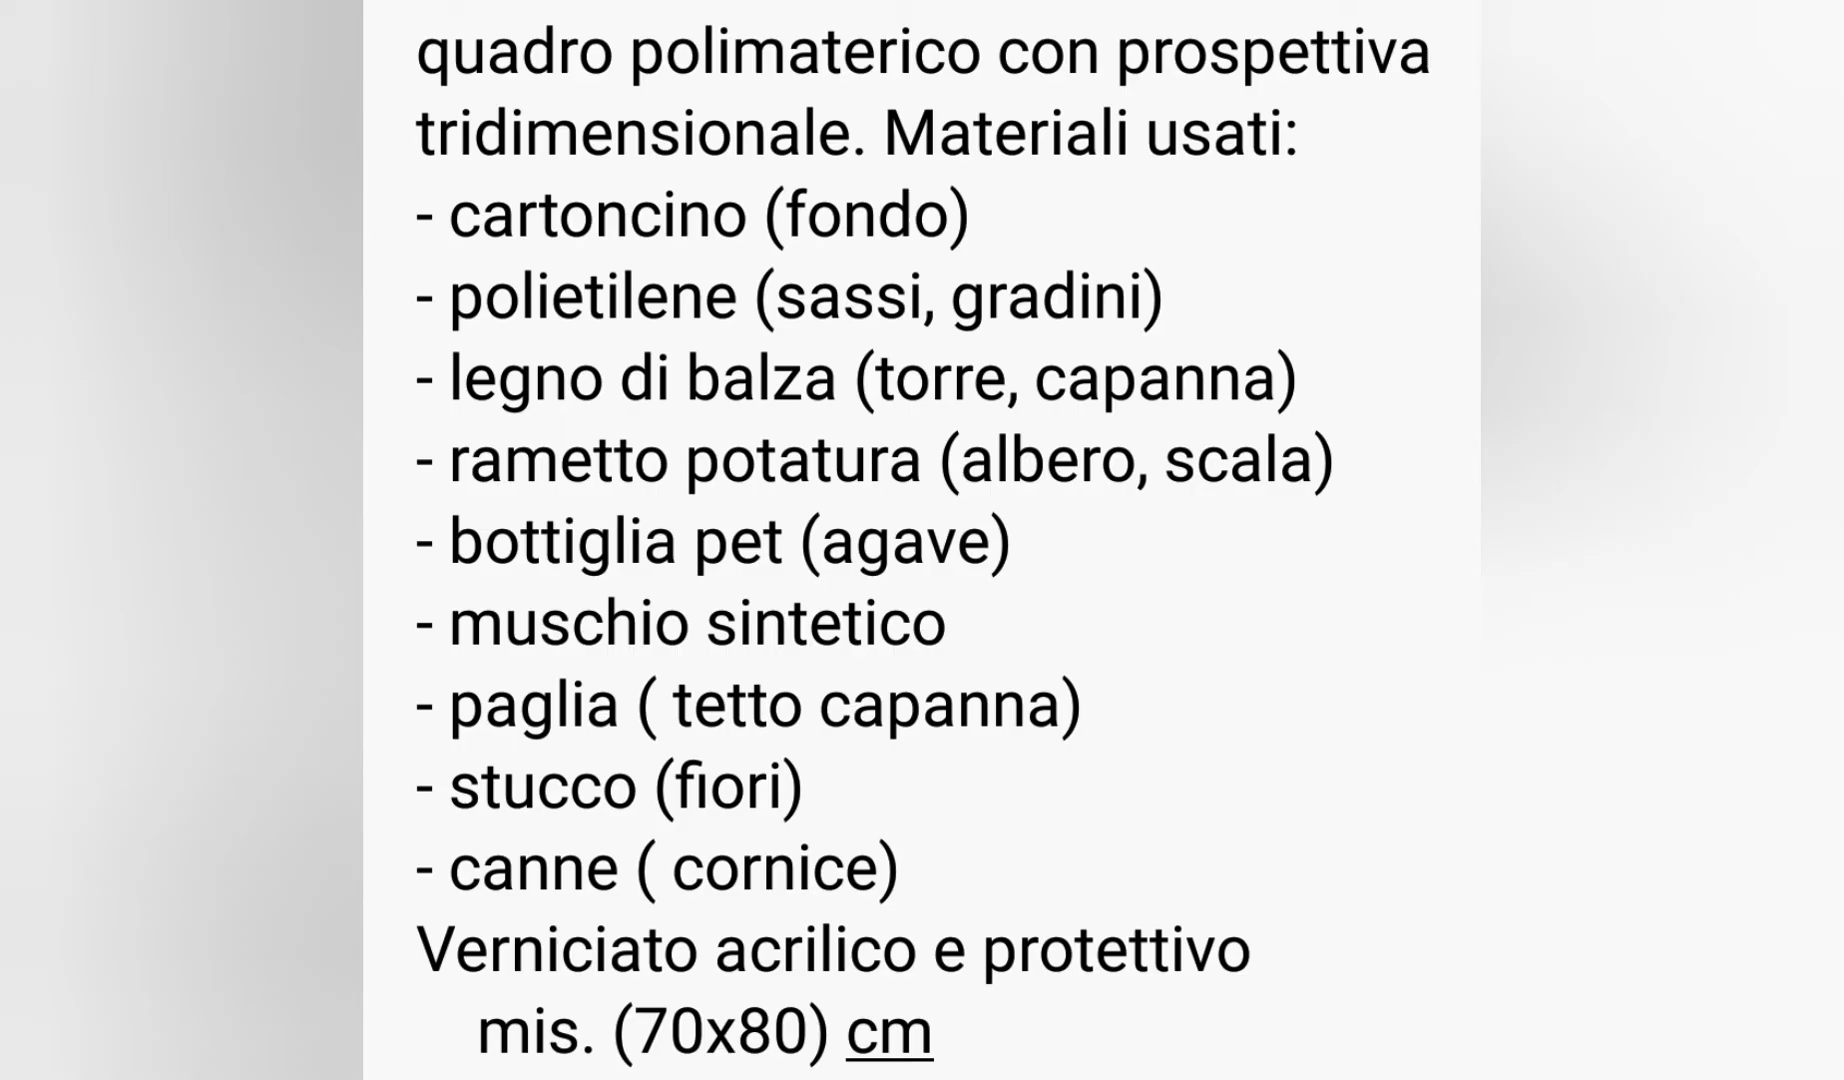 quadro polimaterico con prospettiva
tridimensionale. Materiali usati:
- cartoncino (fondo)
- polietilene (sassi, gradini)
- legno di balza (torre, capanna)
- rametto potatura (albero, scala)
- bottiglia pet (agave)
- muschio sintetico
- paglia ( tetto capanna)
- stucco (fiori)
- canne ( cornice)
Verniciato acrilico e protettivo
mis. (70x80) cm